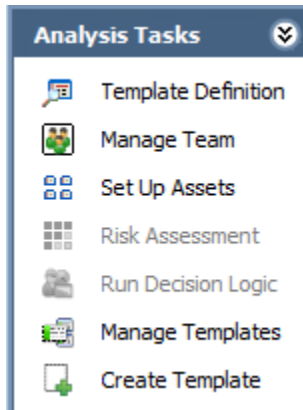 Analysis Tasks
Template Definition
Manage Team
Set Up Assets
Risk Assessment
Run Decision Logic
Manage Templates
Create Template